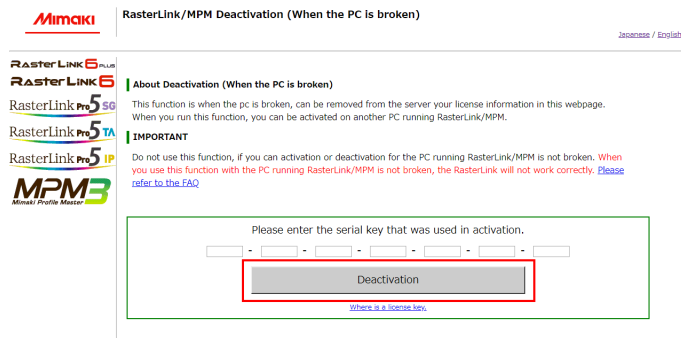 Mimaki
RasterLink/MPM Deactivation (When the PC is broken)
Japanese / English
RasterLink6PLUS
RasterLink6
RasterLink Pro5 SG
RasterLink Pro5 TA
RasterLink Pro5 IP
MPM3
Mimaki Profile Master
About Deactivation (When the PC is broken)
This function is when the pc is broken, can be removed from the server your license information in this webpage.
When you run this function, you can be activated on another PC running RasterLink/MPM.
IMPORTANT
Do not use this function, if you can activation or deactivation for the PC running RasterLink/MPM is not broken. When
you use this function with the PC running RasterLink/MPM is not broken, the RasterLink will not work correctly. Please
refer to the FAQ
Please enter the serial key that was used in activation.
- - - - - -
Deactivation
Where is a license key.